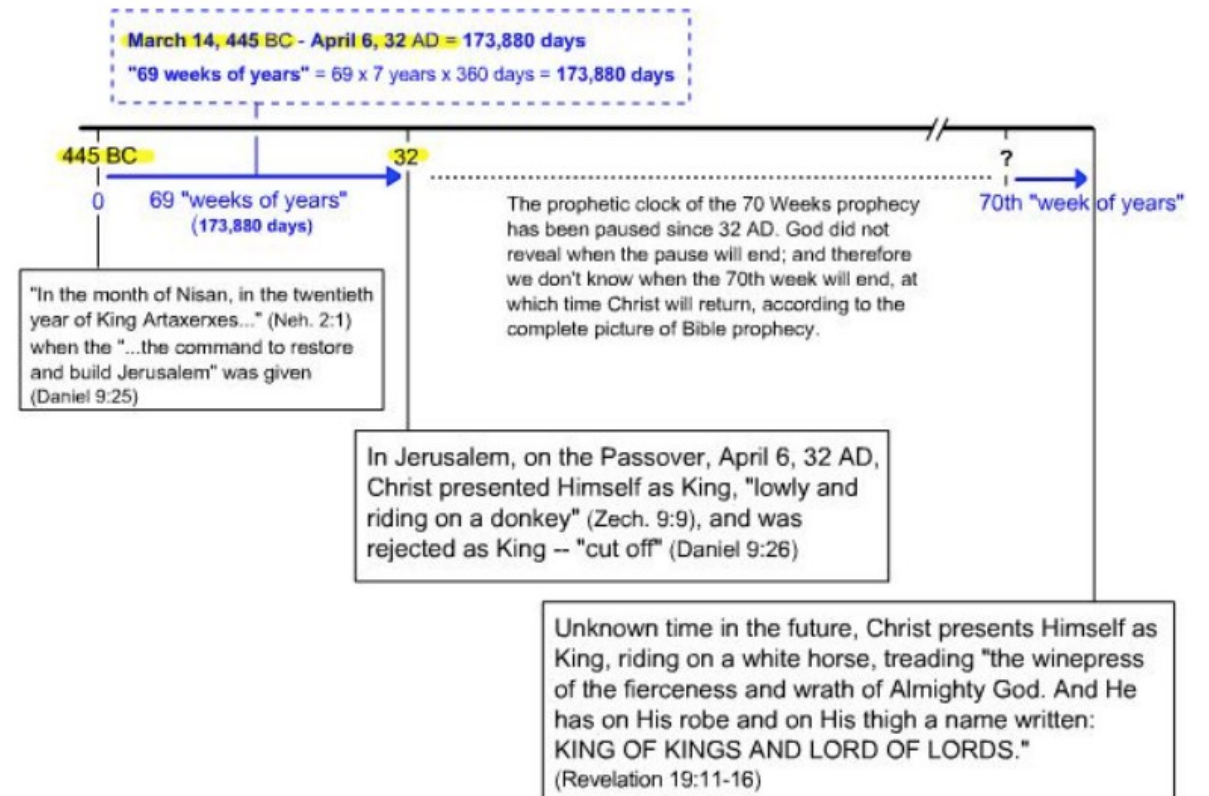 March 14, 445 BC - April 6, 32 AD = 173,880 days
"69 weeks of years" = 69 x 7 years x 360 days = 173,880 days
445 BC
32
?
0
69 "weeks of years"
(173,880 days)
70th "week of years"
The prophetic clock of the 70 Weeks prophecy
has been paused since 32 AD. God did not
reveal when the pause will end; and therefore
we don't know when the 70th week will end, at
which time Christ will return, according to the
complete picture of Bible prophecy.
"In the month of Nisan, in the twentieth
year of King Artaxerxes..." (Neh. 2:1)
when the "...the command to restore
and build Jerusalem" was given
(Daniel 9:25)
In Jerusalem, on the Passover, April 6, 32 AD,
Christ presented Himself as King, "lowly and
riding on a donkey" (Zech. 9:9), and was
rejected as King -- "cut off" (Daniel 9:26)
Unknown time in the future, Christ presents Himself as
King, riding on a white horse, treading "the winepress
of the fierceness and wrath of Almighty God. And He
has on His robe and on His thigh a name written:
KING OF KINGS AND LORD OF LORDS."
(Revelation 19:11-16)